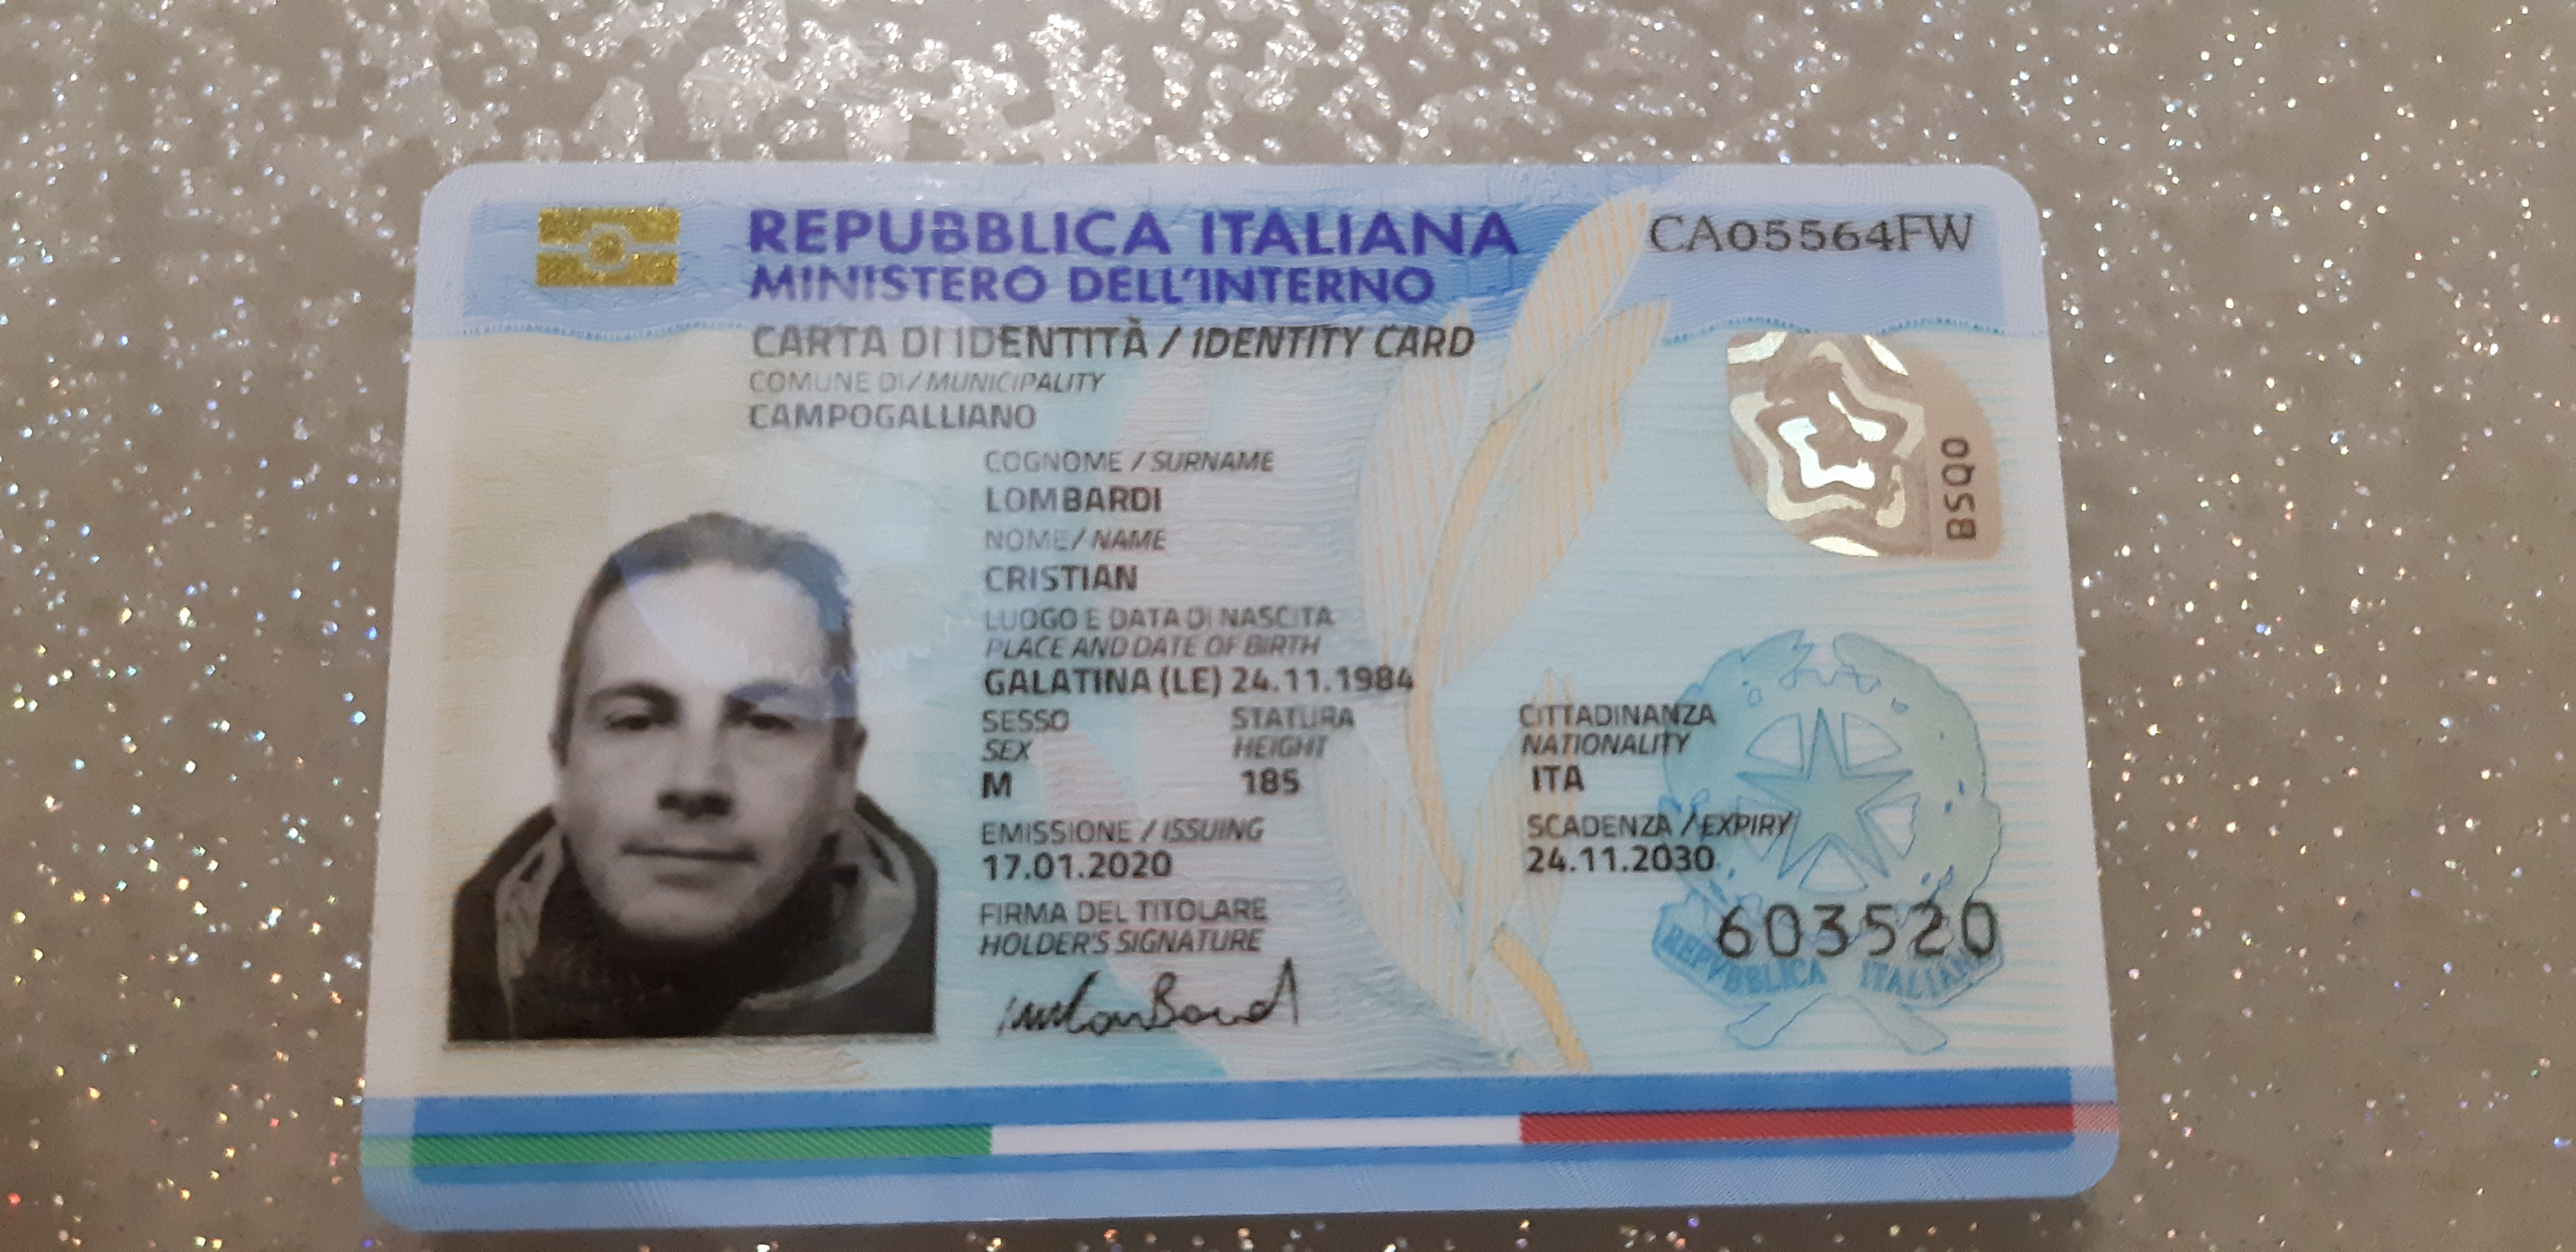 REPUBBLICA ITALIANA
CA05564FW
MINISTERO DELL'INTERNO
CARTA DI IDENTITÀ / IDENTITY CARD
COMUNE DI / MUNICIPALITY
CAMPOGALLIANO
COGNOME / SURNAME
LOMBARDI
BSQ0
NOME / NAME
CRISTIAN
LUOGO E DATA DI NASCITA
PLACE AND DATE OF BIRTH
GALATINA (LE) 24.11.1984
SESSO STATURA CITTADINANZA
SEX HEIGHT NATIONALITY
M 185 ITA
EMISSIONE / ISSUING SCADENZA / EXPIRY
17.01.2020 24.11.2030
FIRMA DEL TITOLARE
HOLDER'S SIGNATURE
603520
REPVBBLICA ITALIANA